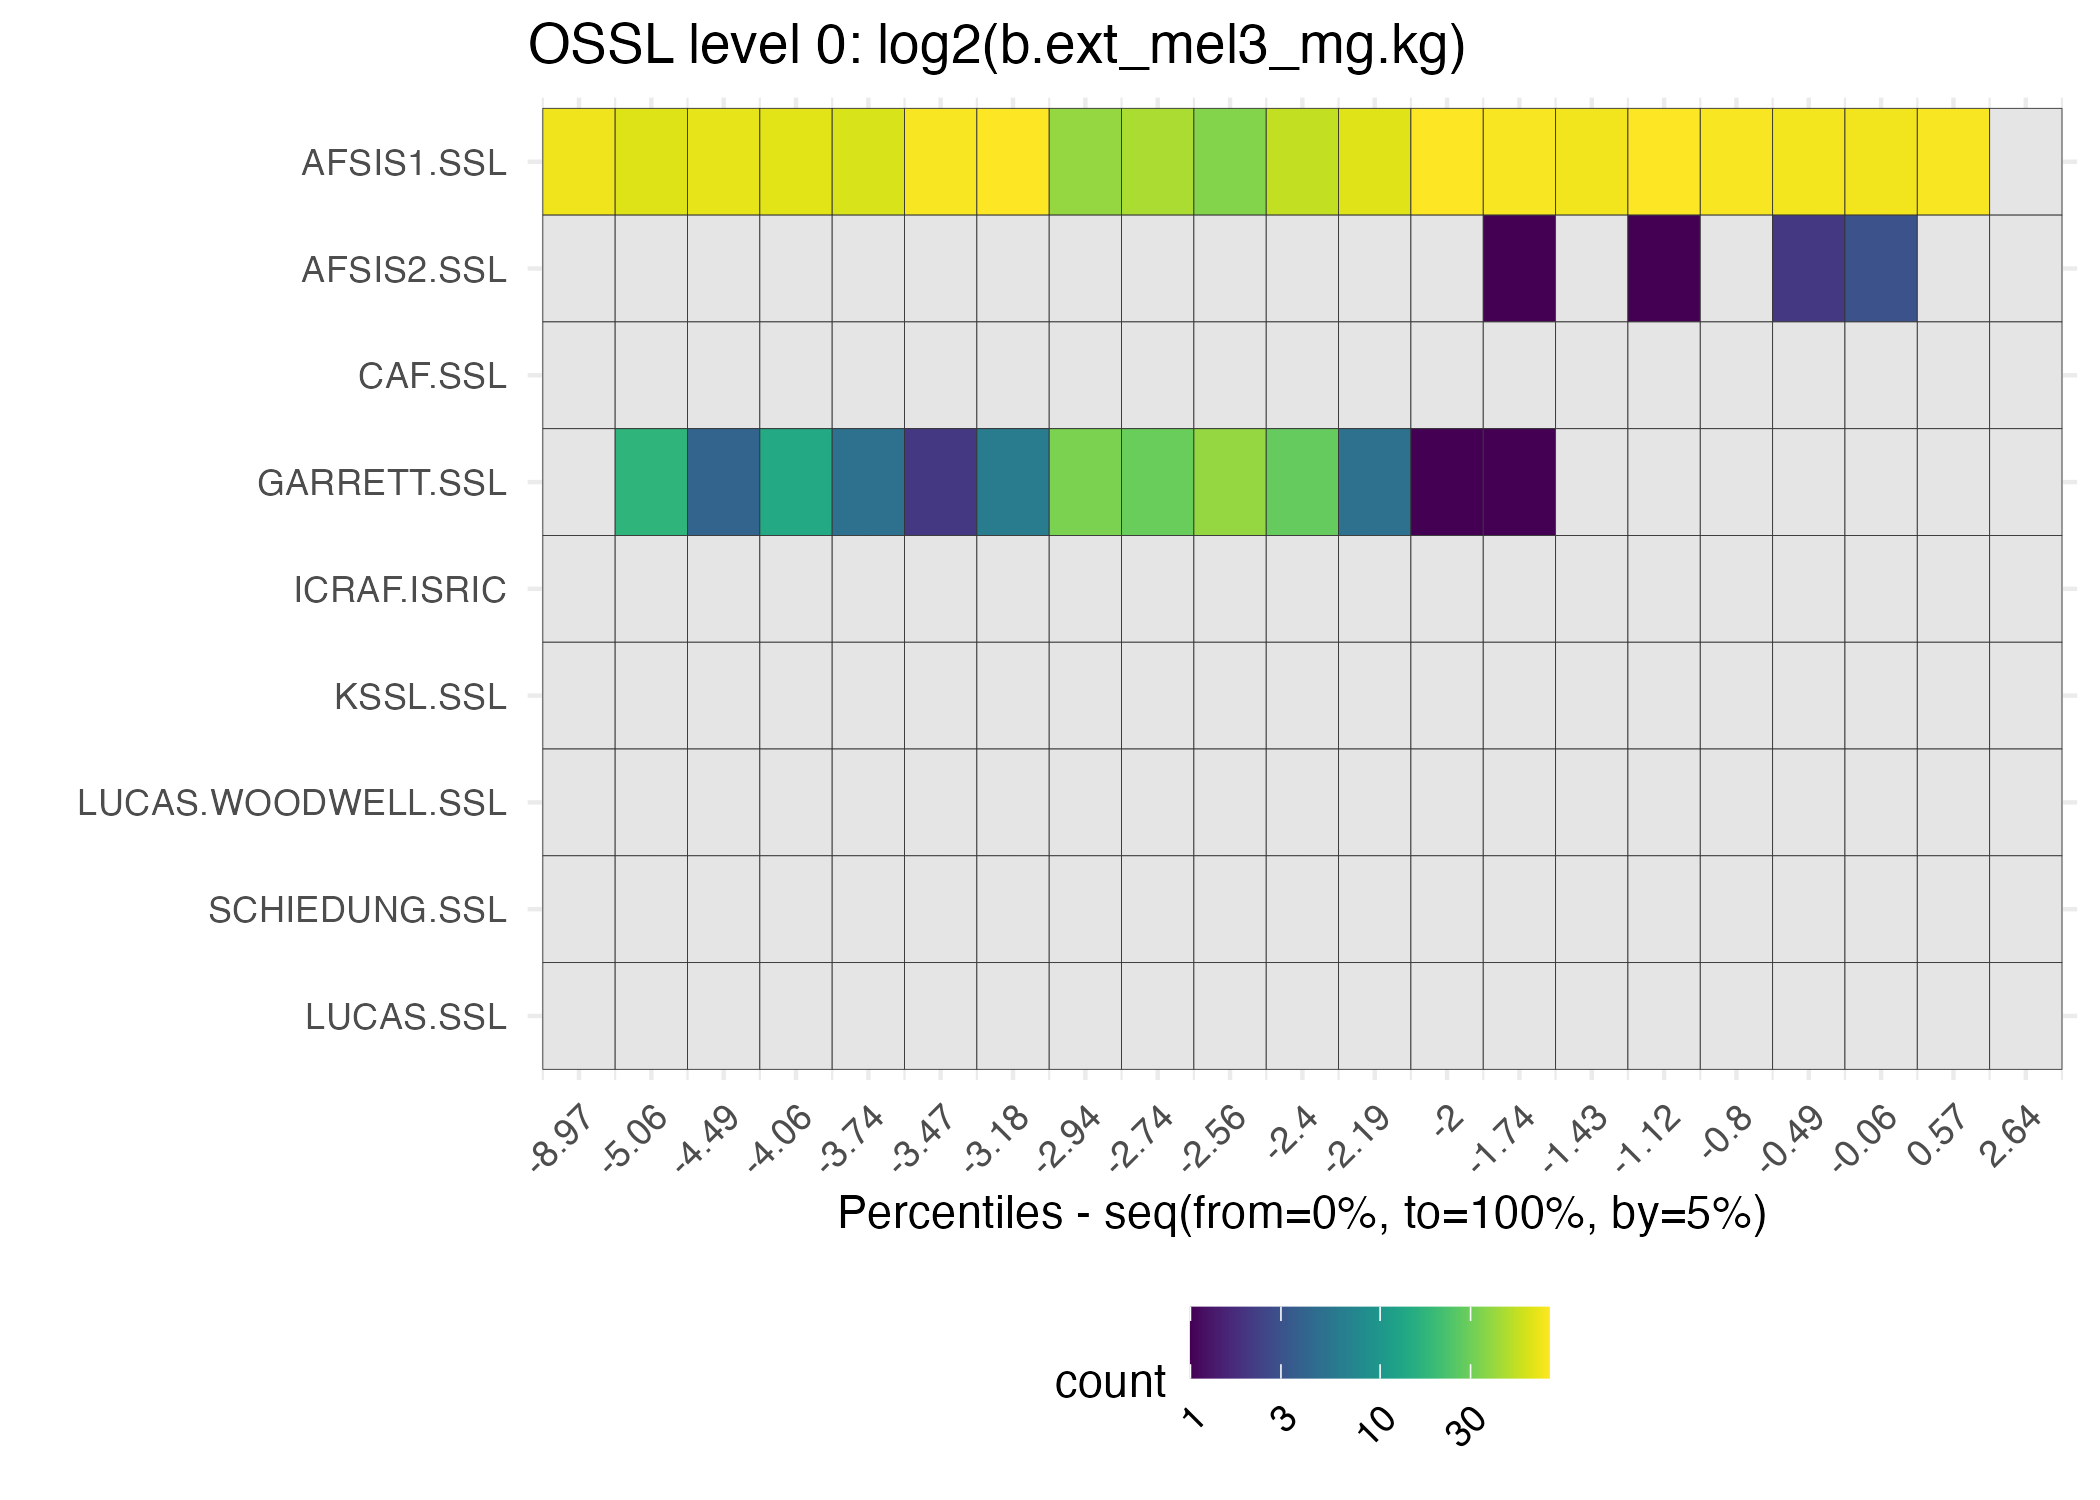 OSSL level 0: log2(b.ext_mel3_mg.kg)
AFSIS1.SSL
AFSIS2.SSL
CAF.SSL
GARRETT.SSL
ICRAF.ISRIC
KSSL.SSL
LUCAS.WOODWELL.SSL
SCHIEDUNG.SSL
LUCAS.SSL
-8.97 -5.06 -4.49 -4.06 -3.74 -3.47 -3.18 -2.94 -2.74 -2.56 -2.4 -2.19 -2 -1.74 -1.43 -1.12 -0.8 -0.49 -0.06 0.57 2.64
Percentiles - seq(from=0%, to=100%, by=5%)
count
1 3 10 30